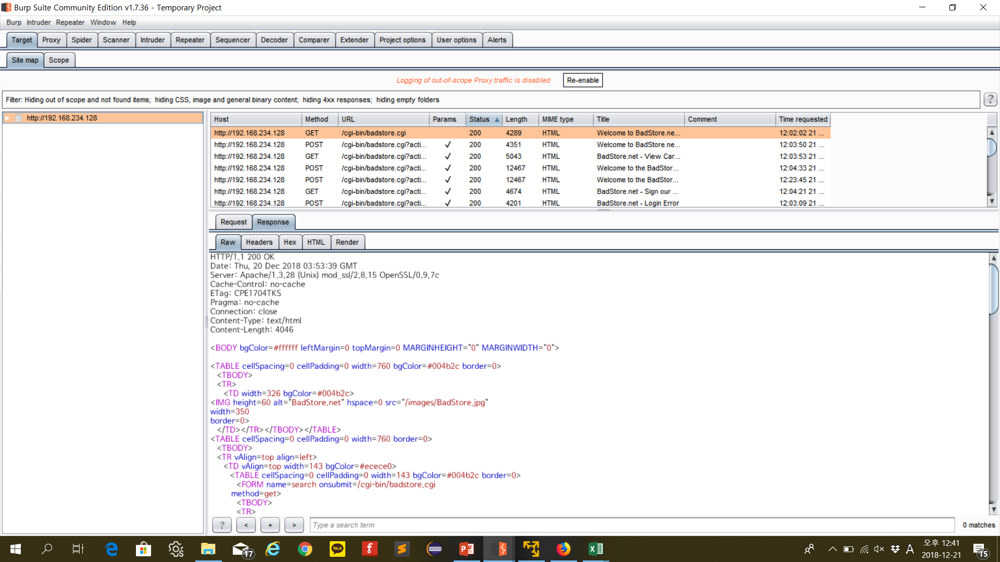 Burp Suite Community Edition v1.7.36 - Temporary Project
Burp Intruder Repeater Window Help
Target Proxy Spider Scanner Intruder Repeater Sequencer Decoder Comparer Extender Project options User options Alerts
Site map Scope
Logging of out-of-scope Proxy traffic is disabled Re-enable
Filter: Hiding out of scope and not found items; hiding CSS, image and general binary content; hiding 4xx responses; hiding empty folders ?
http://192.168.234.128
Host Method URL Params Status Length MIME type Title Comment Time requested
http://192.168.234.128 GET /cgi-bin/badstore.cgi 200 4289 HTML Welcome to BadStore.ne... 12:02:02 21 ...
http://192.168.234.128 POST /cgi-bin/badstore.cgi?acti... ✓ 200 4351 HTML Welcome to BadStore.ne... 12:03:50 21 ...
http://192.168.234.128 GET /cgi-bin/badstore.cgi?acti... ✓ 200 5043 HTML BadStore.net - View Car... 12:03:53 21 ...
http://192.168.234.128 POST /cgi-bin/badstore.cgi?acti... ✓ 200 12467 HTML Welcome to the BadStor... 12:04:33 21 ...
http://192.168.234.128 POST /cgi-bin/badstore.cgi?acti... ✓ 200 12467 HTML Welcome to the BadStor... 12:23:45 21 ...
http://192.168.234.128 GET /cgi-bin/badstore.cgi?acti... ✓ 200 4674 HTML BadStore.net - Sign our ... 12:04:21 21 ...
http://192.168.234.128 POST /cgi-bin/badstore.cgi?acti... ✓ 200 4201 HTML BadStore.net - Login Error 12:03:09 21 ...
Request Response
Raw Headers Hex HTML Render
HTTP/1.1 200 OK
Date: Thu, 20 Dec 2018 03:53:39 GMT
Server: Apache/1.3.28 (Unix) mod_ssl/2.8.15 OpenSSL/0.9.7c
Cache-Control: no-cache
ETag: CPE1704TKS
Pragma: no-cache
Connection: close
Content-Type: text/html
Content-Length: 4046
<BODY bgColor=#ffffff leftMargin=0 topMargin=0 MARGINHEIGHT="0" MARGINWIDTH="0">
<TABLE cellSpacing=0 cellPadding=0 width=760 bgColor=#004b2c border=0>
<TBODY>
<TR>
<TD width=326 bgColor=#004b2c>
<IMG height=60 alt="BadStore.net" hspace=0 src="/images/BadStore.jpg"
width=350
border=0>
</TD></TR></TBODY></TABLE>
<TABLE cellSpacing=0 cellPadding=0 width=760 border=0>
<TBODY>
<TR vAlign=top align=left>
<TD vAlign=top width=143 bgColor=#ecece0>
<TABLE cellSpacing=0 cellPadding=0 width=143 bgColor=#004b2c border=0>
<FORM name=search onsubmit=/cgi-bin/badstore.cgi
method=get>
<TBODY>
<TR>
? < + > Type a search term 0 matches
17 TALK A 오후 12:41
2018-12-21 15